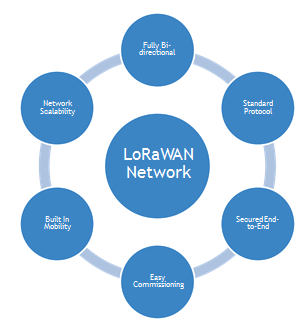 Fully Bi-
directional
Network
Scalability
Standard
Protocol
LoRaWAN
Network
Built In
Mobility
Secured End-
to-End
Easy
Commissioning